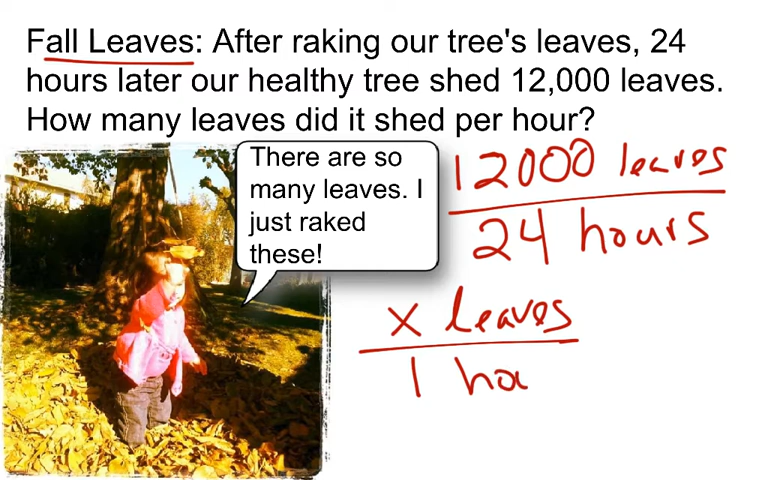 Fall Leaves: After raking our tree's leaves, 24
hours later our healthy tree shed 12,000 leaves.
How many leaves did it shed per hour?
There are so
many leaves. I
just raked
these!
12000 leaves
24 hours
x leaves
1 hou